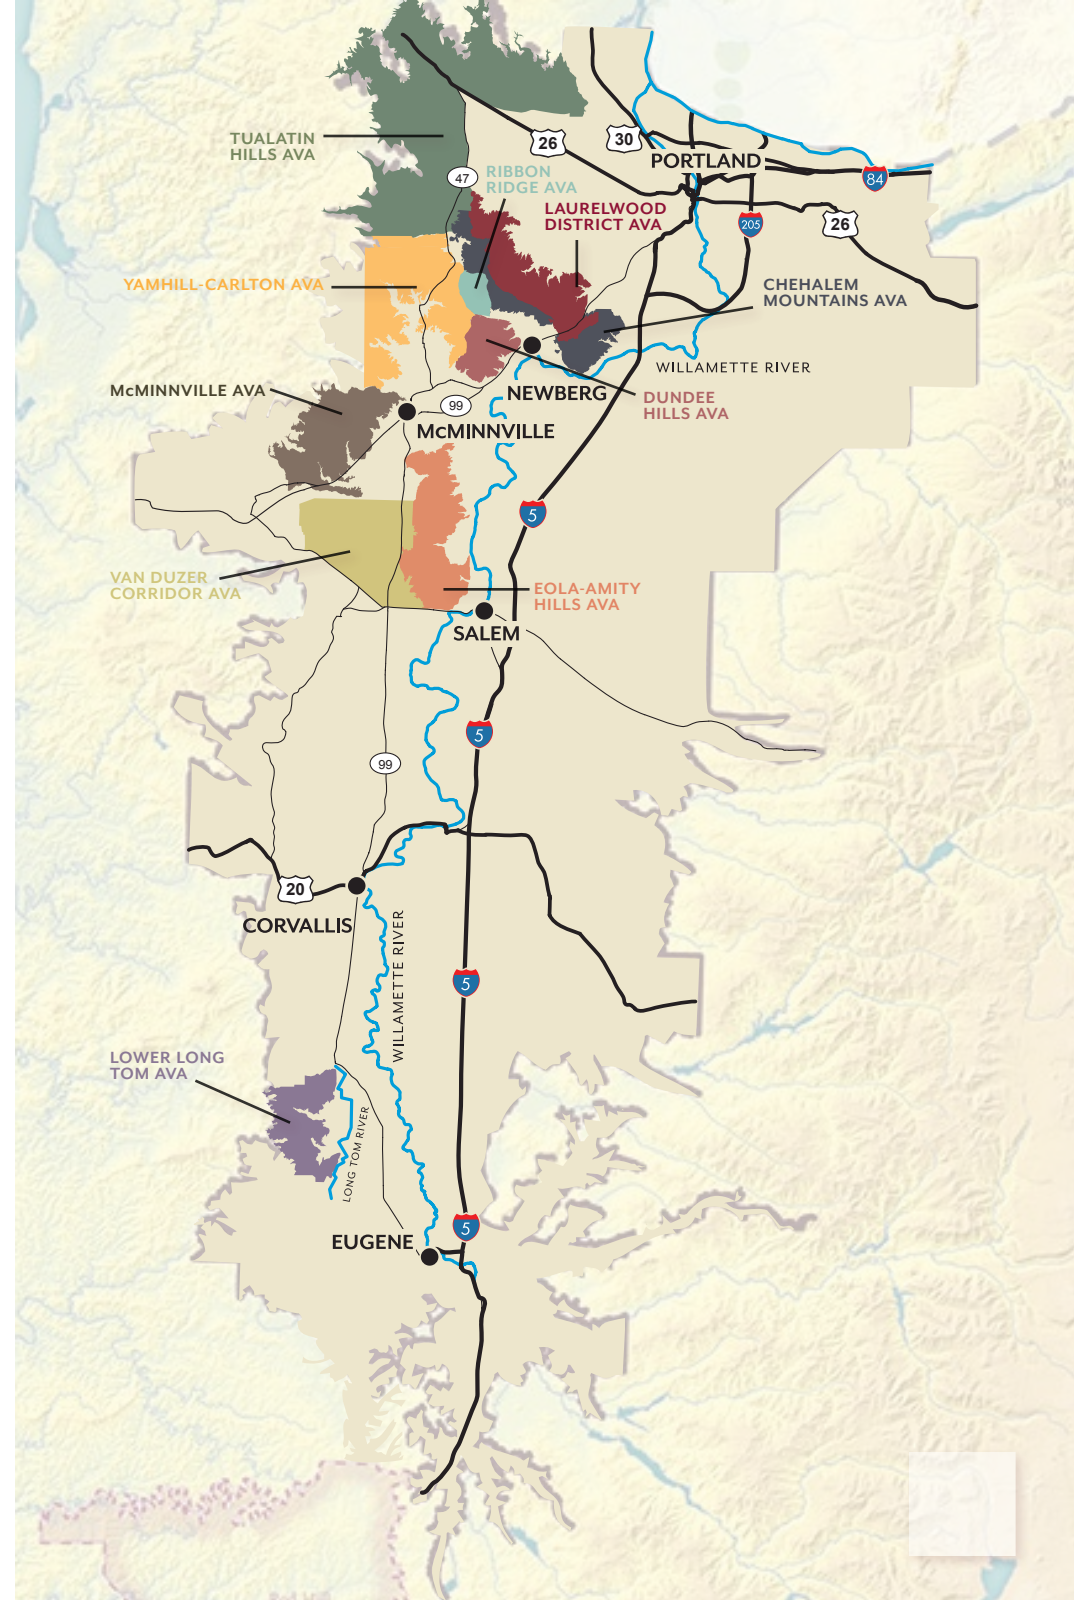 26
30
PORTLAND
84
TUALATIN
HILLS AVA
47
RIBBON
RIDGE AVA
LAURELWOOD
DISTRICT AVA
205
26
YAMHILL-CARLTON AVA
CHEHALEM
MOUNTAINS AVA
WILLAMETTE RIVER
McMINNVILLE AVA
99
NEWBERG
DUNDEE
HILLS AVA
McMINNVILLE
5
VAN DUZER
CORRIDOR AVA
EOLA-AMITY
HILLS AVA
SALEM
5
99
20
CORVALLIS
WILLAMETTE RIVER
5
LOWER LONG
TOM AVA
LONG TOM RIVER
5
EUGENE